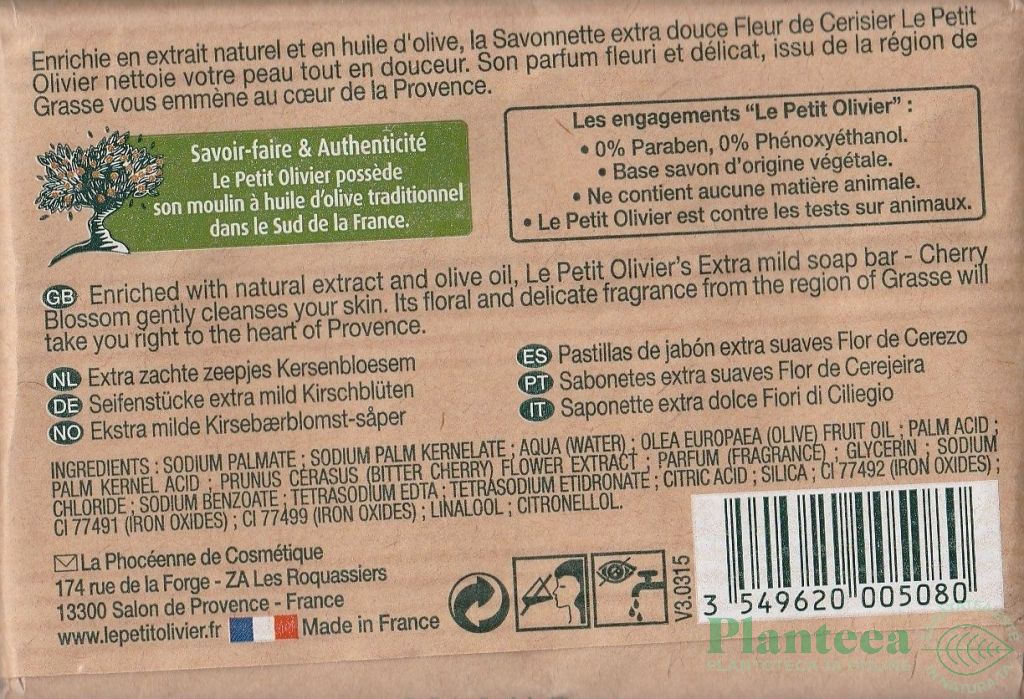 Enrichie en extrait naturel et en huile d'olive, la Savonnette extra douce Fleur de Cerisier Le Petit
Olivier nettoie votre peau tout en douceur. Son parfum fleuri et délicat, issu de la région de
Grasse vous emmène au cœur de la Provence.
Savoir-faire & Authenticité
Le Petit Olivier possède
son moulin à huile d'olive traditionnel
dans le Sud de la France.
Les engagements "Le Petit Olivier" :
• 0% Paraben, 0% Phénoxyéthanol.
• Base savon d'origine végétale.
• Ne contient aucune matière animale.
• Le Petit Olivier est contre les tests sur animaux.
GB Enriched with natural extract and olive oil, Le Petit Olivier's Extra mild soap bar - Cherry
Blossom gently cleanses your skin. Its floral and delicate fragrance from the region of Grasse will
take you right to the heart of Provence.
NL Extra zachte zeepjes Kersenbloesem
DE Seifenstücke extra mild Kirschblüten
NO Ekstra milde Kirsebærblomst-såper
ES Pastillas de jabón extra suaves Flor de Cerezo
PT Sabonetes extra suaves Flor de Cerejeira
IT Saponette extra dolce Fiori di Ciliegio
INGREDIENTS : SODIUM PALMATE ; SODIUM PALM KERNELATE ; AQUA (WATER) ; OLEA EUROPAEA (OLIVE) FRUIT OIL ; PALM ACID ;
PALM KERNEL ACID ; PRUNUS CERASUS (BITTER CHERRY) FLOWER EXTRACT ; PARFUM (FRAGRANCE) ; GLYCERIN ; SODIUM
CHLORIDE ; SODIUM BENZOATE ; TETRASODIUM EDTA ; TETRASODIUM ETIDRONATE ; CITRIC ACID ; SILICA ; CI 77492 (IRON OXIDES) ;
CI 77491 (IRON OXIDES) ; CI 77499 (IRON OXIDES) ; LINALOOL ; CITRONELLOL.
La Phocéenne de Cosmétique
174 rue de la Forge - ZA Les Roquassiers
13300 Salon de Provence - France
www.lepetitolivier.fr Made in France
V3.0315
3 549620 005080
Planteea